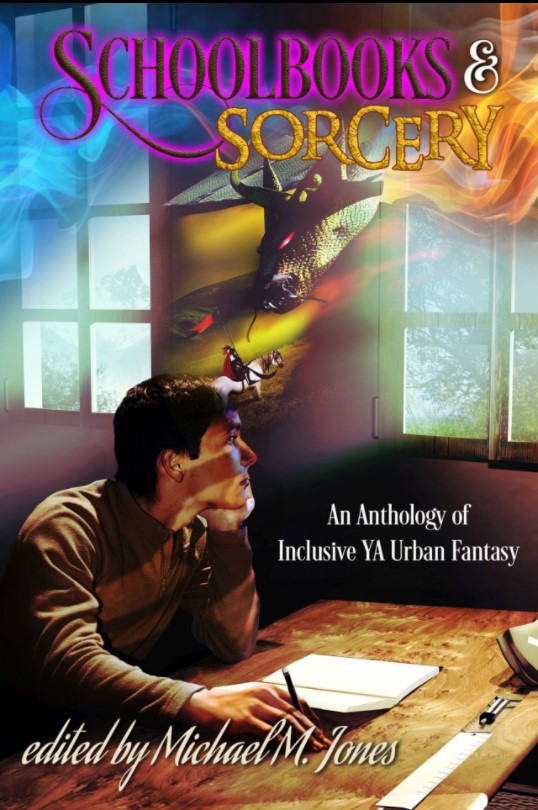 SCHOOLBOOKS &
SORCERY
An Anthology of
Inclusive YA Urban Fantasy
edited by Michael M. Jones